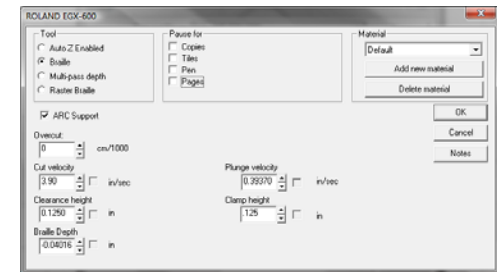 ROLAND EGX-600
Tool
Auto Z Enabled
Braille
Multi-pass depth
Raster Braille
Pause for
Copies
Tiles
Pen
Pages
Material
Default
Add new material
Delete material
ARC Support
OK
Cancel
Notes
Overcut:
0 cm/1000
Cut velocity
3.90 in/sec
Plunge velocity
0.39370 in/sec
Clearance height
0.1250 in
Clamp height
.125 in
Braille Depth
-0.04016 in